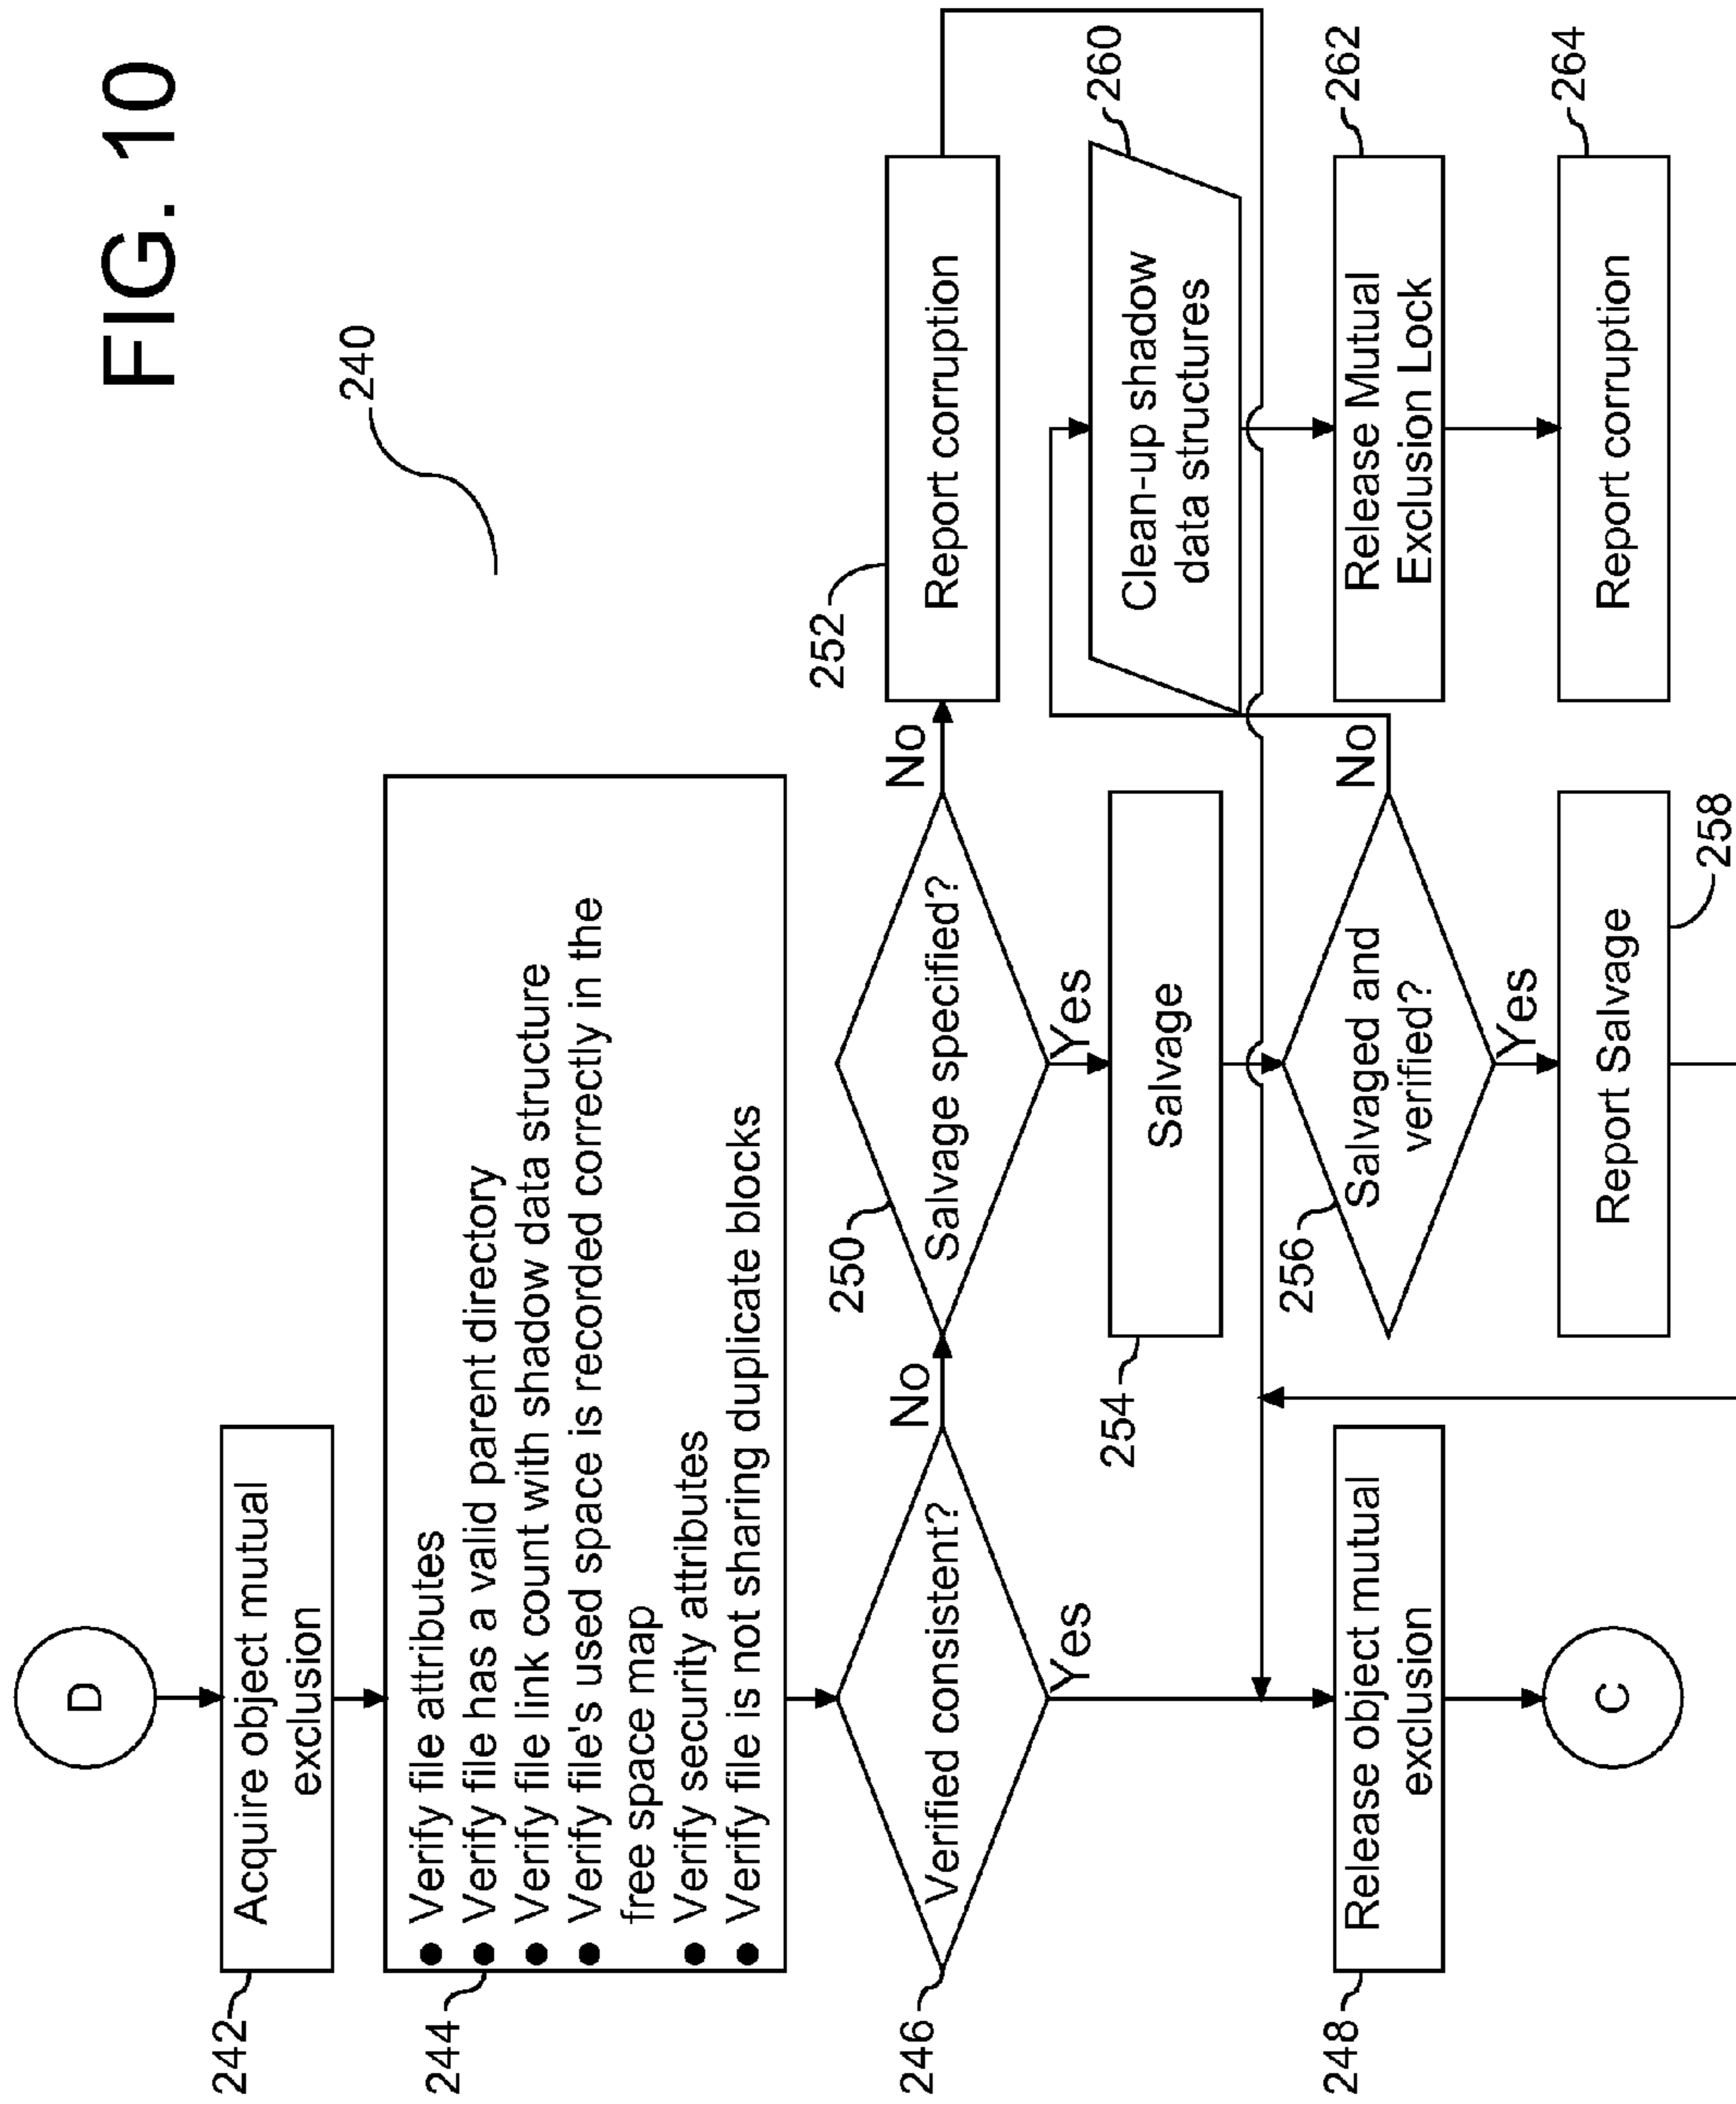 FIG. 10
240
D
242
Acquire object mutual
exclusion
244
● Verify file attributes
● Verify file has a valid parent directory
● Verify file link count with shadow data structure
● Verify file's used space is recorded correctly in the
free space map
● Verify security attributes
● Verify file is not sharing duplicate blocks
246
Verified consistent?
No
Yes
250
Salvage specified?
No
Yes
252
Report corruption
254
Salvage
Clean-up shadow
data structures
260
248
Release object mutual
exclusion
256
Salvaged and
verified?
No
Yes
Release Mutual
Exclusion Lock
262
C
Report Salvage
258
Report corruption
264